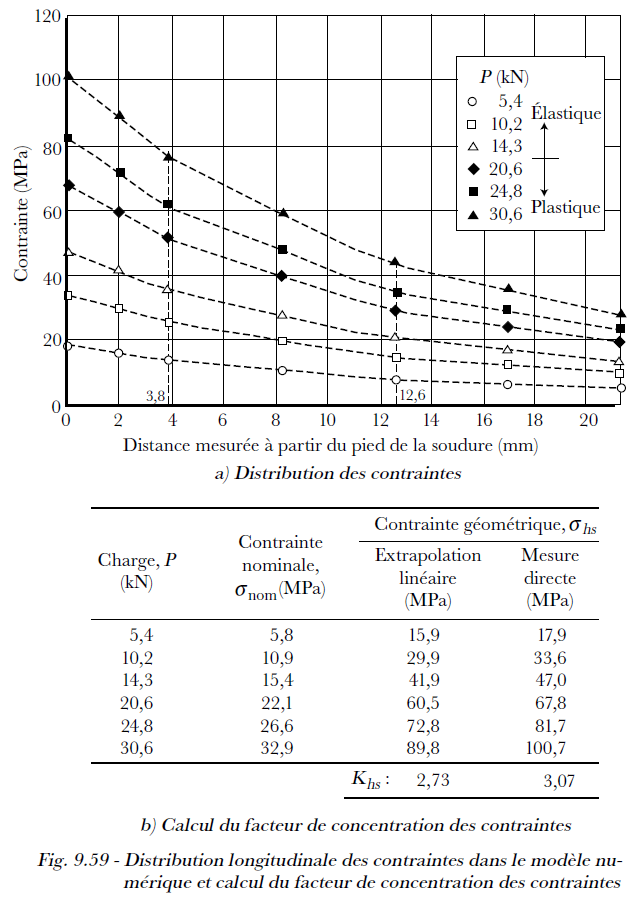 120
100
80
60
40
20
0
Contrainte (MPa)
P (kN)
5,4
10,2
14,3
20,6
24,8
30,6
Élastique
Plastique
3,8
12,6
0 2 4 6 8 10 12 14 16 18 20
Distance mesurée à partir du pied de la soudure (mm)
a) Distribution des contraintes
Charge, P
(kN)
Contrainte
nominale,
σnom (MPa)
Contrainte géométrique, σhs
Extrapolation
linéaire
(MPa)
Mesure
directe
(MPa)
5,4 5,8 15,9 17,9
10,2 10,9 29,9 33,6
14,3 15,4 41,9 47,0
20,6 22,1 60,5 67,8
24,8 26,6 72,8 81,7
30,6 32,9 89,8 100,7
Khs : 2,73 3,07
b) Calcul du facteur de concentration des contraintes
Fig. 9.59 - Distribution longitudinale des contraintes dans le modèle nu-
mérique et calcul du facteur de concentration des contraintes